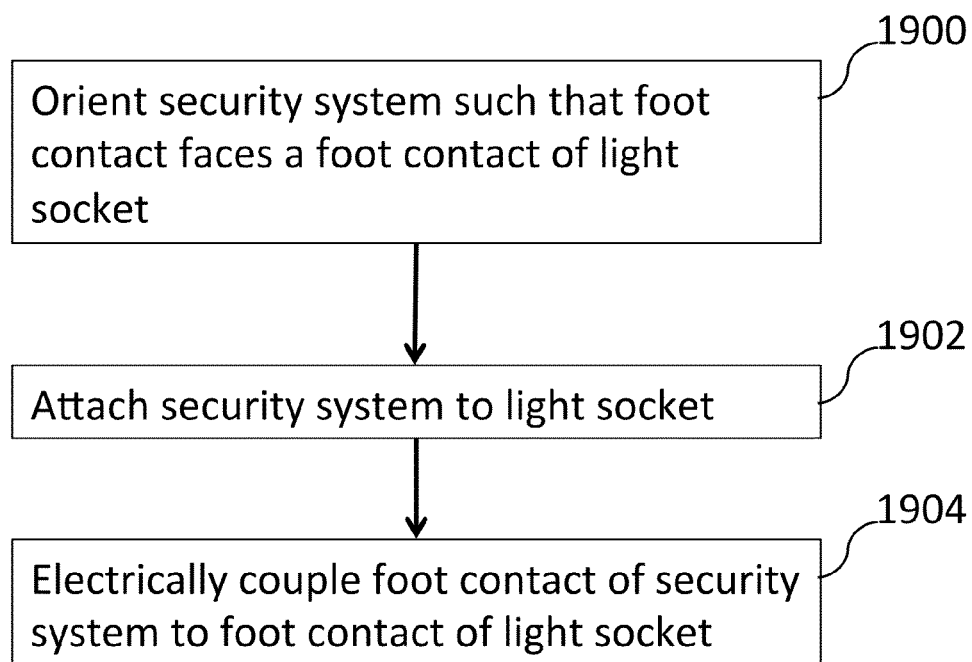 1900
Orient security system such that foot
contact faces a foot contact of light
socket
1902
Attach security system to light socket
1904
Electrically couple foot contact of security
system to foot contact of light socket